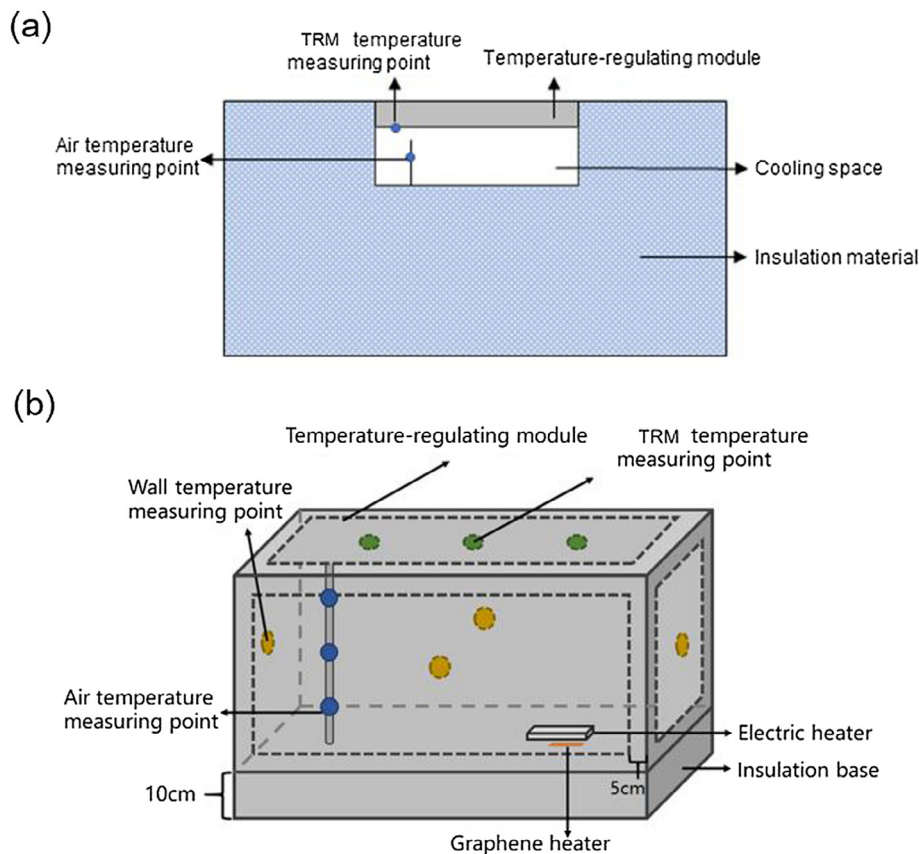 (a)
TRM temperature
measuring point
Temperature-regulating module
Air temperature
measuring point
Cooling space
Insulation material
(b)
Temperature-regulating module
TRM temperature
measuring point
Wall temperature
measuring point
Air temperature
measuring point
Electric heater
Insulation base
5cm
10cm
Graphene heater